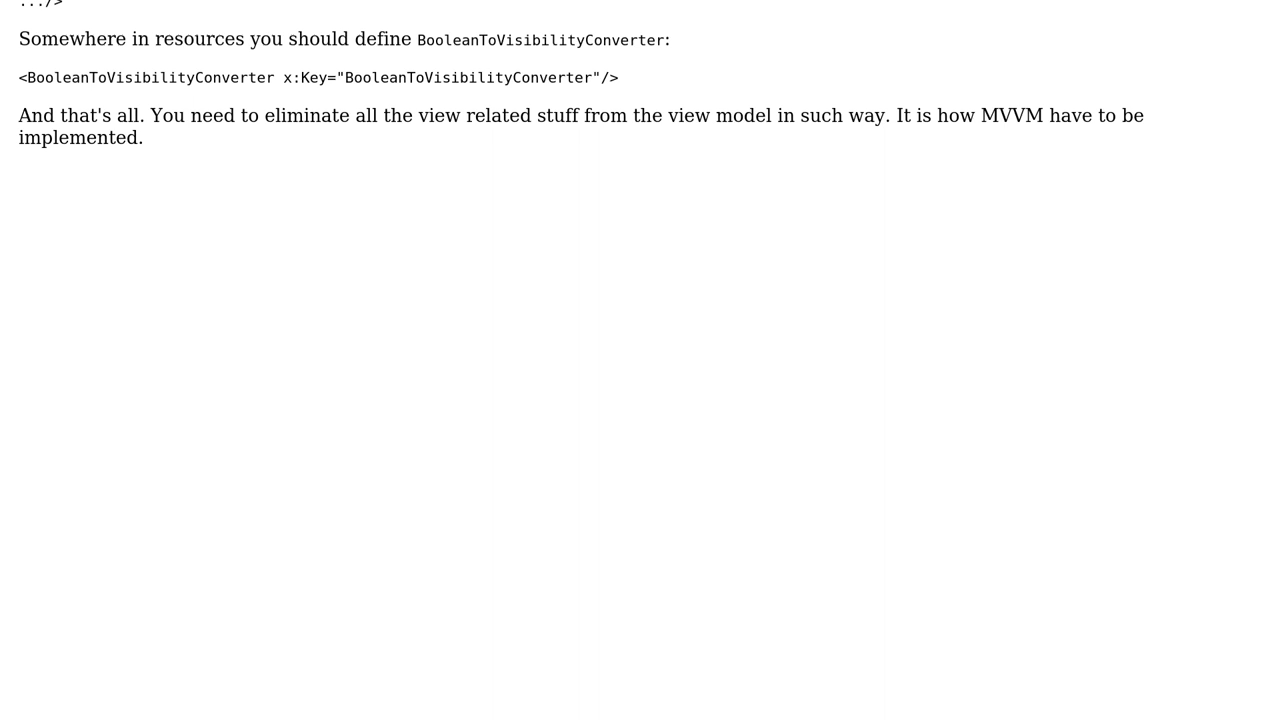 .../>
Somewhere in resources you should define BooleanToVisibilityConverter:
<BooleanToVisibilityConverter x:Key="BooleanToVisibilityConverter"/>
And that's all. You need to eliminate all the view related stuff from the view model in such way. It is how MVVM have to be
implemented.